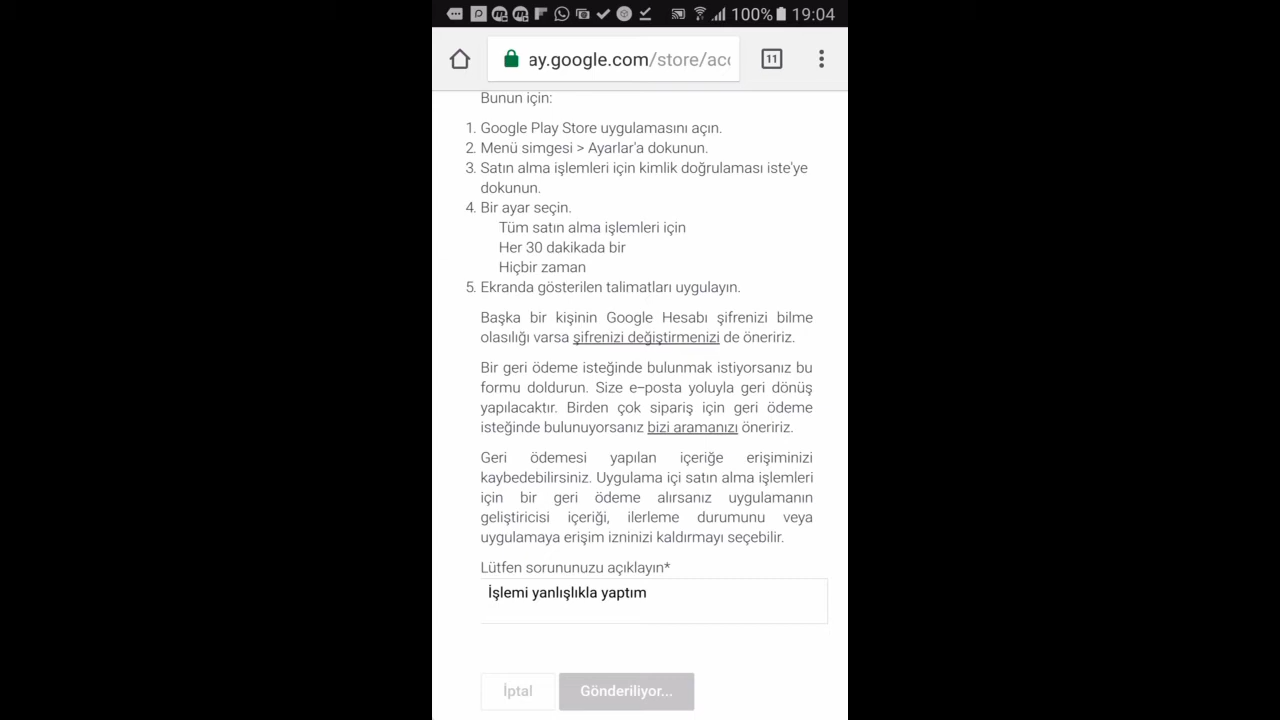 100% 19:04
ay.google.com/store/acc
11
Bunun için:
1. Google Play Store uygulamasını açın.
2. Menü simgesi > Ayarlar'a dokunun.
3. Satın alma işlemleri için kimlik doğrulaması iste'ye
dokunun.
4. Bir ayar seçin.
Tüm satın alma işlemleri için
Her 30 dakikada bir
Hiçbir zaman
5. Ekranda gösterilen talimatları uygulayın.
Başka bir kişinin Google Hesabı şifrenizi bilme
olasılığı varsa şifrenizi değiştirmenizi de öneririz.
Bir geri ödeme isteğinde bulunmak istiyorsanız bu
formu doldurun. Size e-posta yoluyla geri dönüş
yapılacaktır. Birden çok sipariş için geri ödeme
isteğinde bulunuyorsanız bizi aramanızı öneririz.
Geri ödemesi yapılan içeriğe erişiminizi
kaybedebilirsiniz. Uygulama içi satın alma işlemleri
için bir geri ödeme alırsanız uygulamanın
geliştiricisi içeriği, ilerleme durumunu veya
uygulamaya erişim izninizi kaldırmayı seçebilir.
Lütfen sorununuzu açıklayın*
İşlemi yanlışlıkla yaptım
İptal
Gönderiliyor...